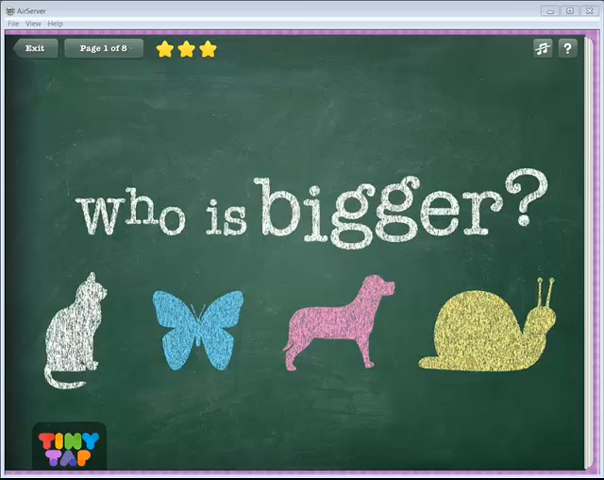 AirServer
File View Help
Exit Page 1 of 8 ?
Who is bigger?
TINY
TAP